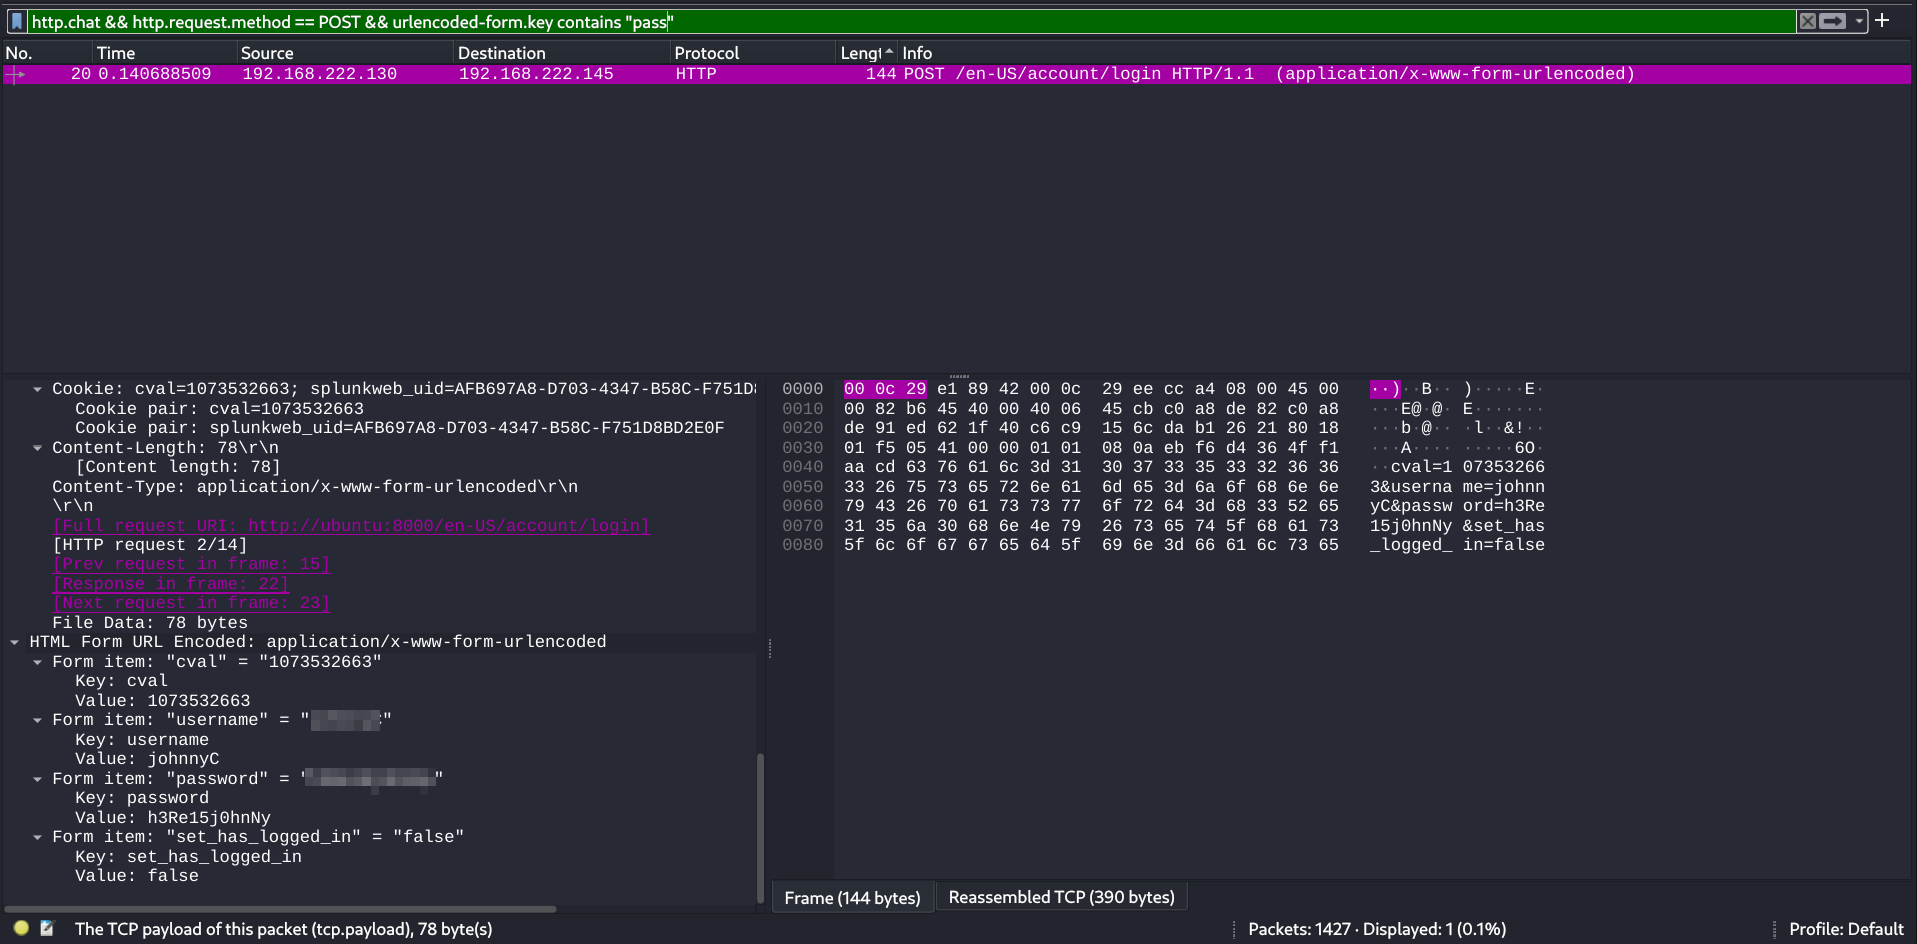 http.chat && http.request.method == POST && urlencoded-form.key contains "pass"
No. Time Source Destination Protocol Lengt Info
20 0.140688509 192.168.222.130 192.168.222.145 HTTP 144 POST /en-US/account/login HTTP/1.1 (application/x-www-form-urlencoded)
Cookie: cval=1073532663; splunkweb_uid=AFB697A8-D703-4347-B58C-F751D8
Cookie pair: cval=1073532663
Cookie pair: splunkweb_uid=AFB697A8-D703-4347-B58C-F751D8BD2E0F
Content-Length: 78\r\n
[Content length: 78]
Content-Type: application/x-www-form-urlencoded\r\n
\r\n
[Full request URI: http://ubuntu:8000/en-US/account/login]
[HTTP request 2/14]
[Prev request in frame: 15]
[Response in frame: 22]
[Next request in frame: 23]
File Data: 78 bytes
HTML Form URL Encoded: application/x-www-form-urlencoded
Form item: "cval" = "1073532663"
Key: cval
Value: 1073532663
Form item: "username" = "
Key: username
Value: johnnyC
Form item: "password" = "
Key: password
Value: h3Re15j0hnNy
Form item: "set_has_logged_in" = "false"
Key: set_has_logged_in
Value: false
0000 00 0c 29 e1 89 42 00 0c 29 ee cc a4 08 00 45 00 ··)··B·· )·····E·
0010 00 82 b6 45 40 00 40 06 45 cb c0 a8 de 82 c0 a8 ···E@·@· E·······
0020 de 91 ed 62 1f 40 c6 c9 15 6c da b1 26 21 80 18 ···b·@·· ·l··&!··
0030 01 f5 05 41 00 00 01 01 08 0a eb f6 d4 36 4f f1 ···A···· ·····6O·
0040 aa cd 63 76 61 6c 3d 31 30 37 33 35 33 32 36 36 ··cval=1 07353266
0050 33 26 75 73 65 72 6e 61 6d 65 3d 6a 6f 68 6e 6e 3&userna me=johnn
0060 79 43 26 70 61 73 73 77 6f 72 64 3d 68 33 52 65 yC&passw ord=h3Re
0070 31 35 6a 30 68 6e 4e 79 26 73 65 74 5f 68 61 73 15j0hnNy &set_has
0080 5f 6c 6f 67 67 65 64 5f 69 6e 3d 66 61 6c 73 65 _logged_ in=false
Frame (144 bytes) Reassembled TCP (390 bytes)
The TCP payload of this packet (tcp.payload), 78 byte(s) Packets: 1427 · Displayed: 1 (0.1%) Profile: Default